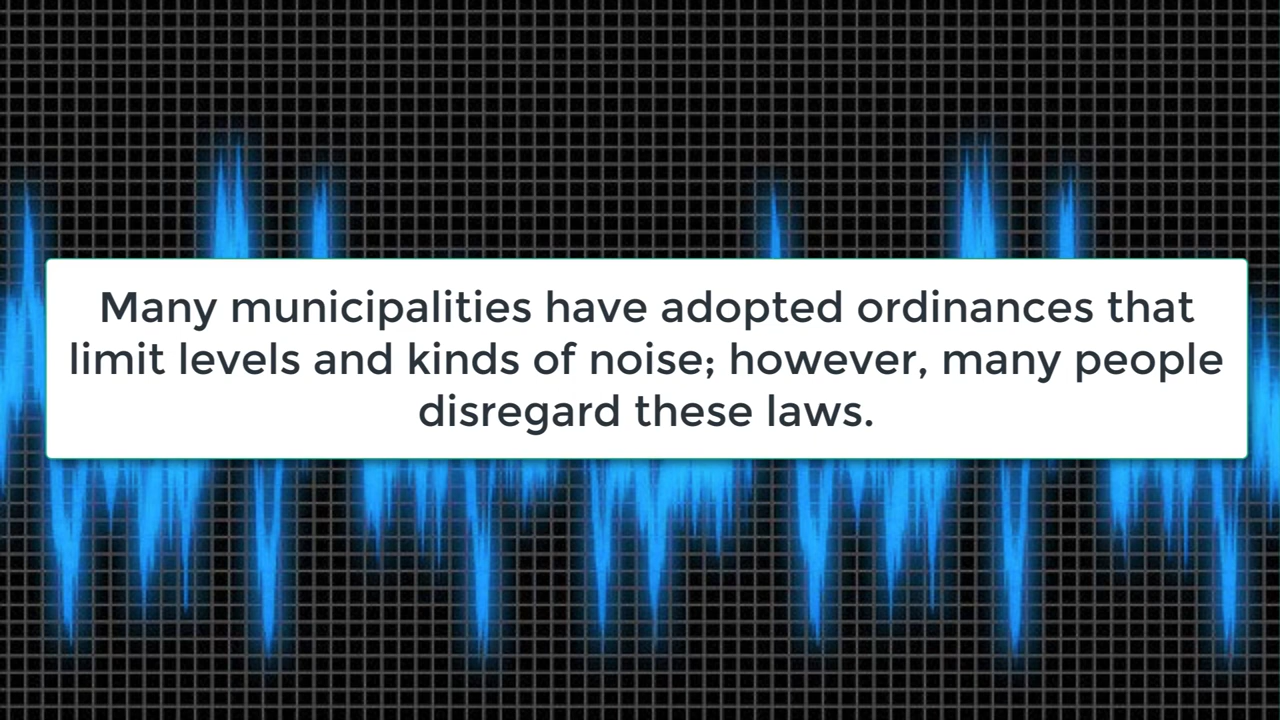 Many municipalities have adopted ordinances that
limit levels and kinds of noise; however, many people
disregard these laws.